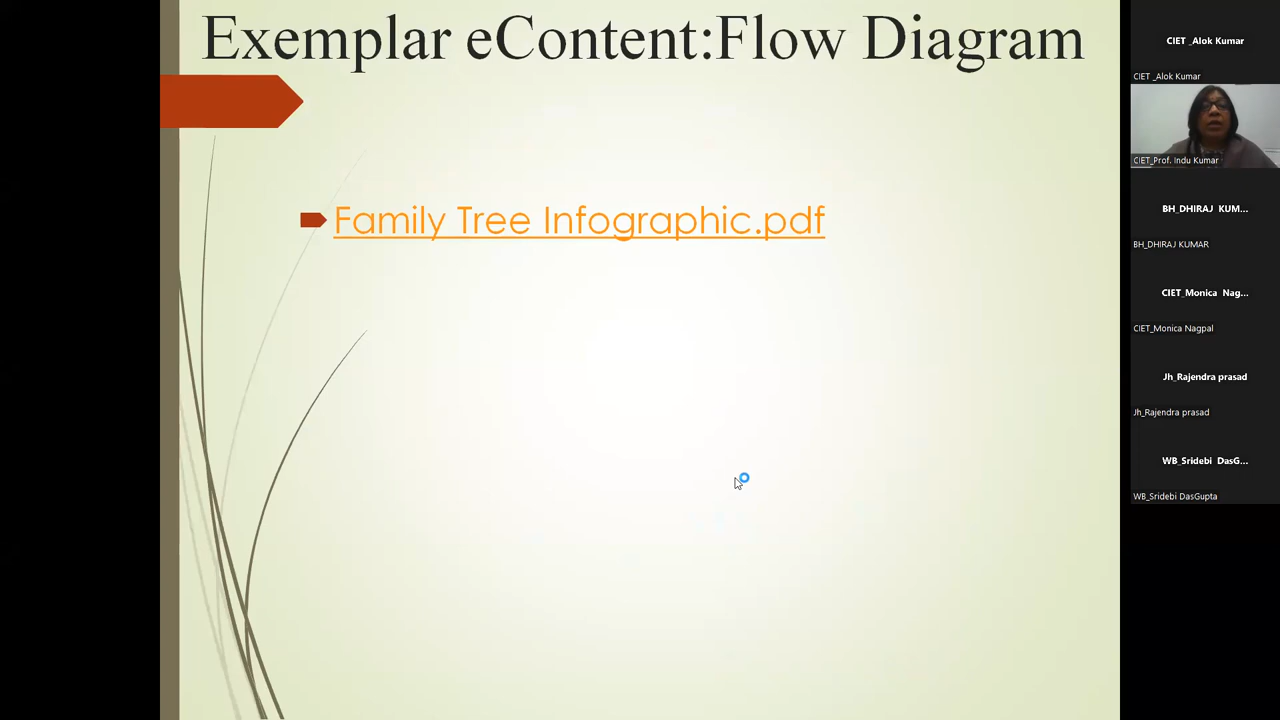 Exemplar eContent:Flow Diagram
Family Tree Infographic.pdf
CIET _Alok Kumar
CIET _Alok Kumar
CIET_Prof. Indu Kumar
BH_DHIRAJ KUM...
BH_DHIRAJ KUMAR
CIET_Monica Nag...
CIET_Monica Nagpal
Jh_Rajendra prasad
Jh_Rajendra prasad
WB_Sridebi DasG...
WB_Sridebi DasGupta